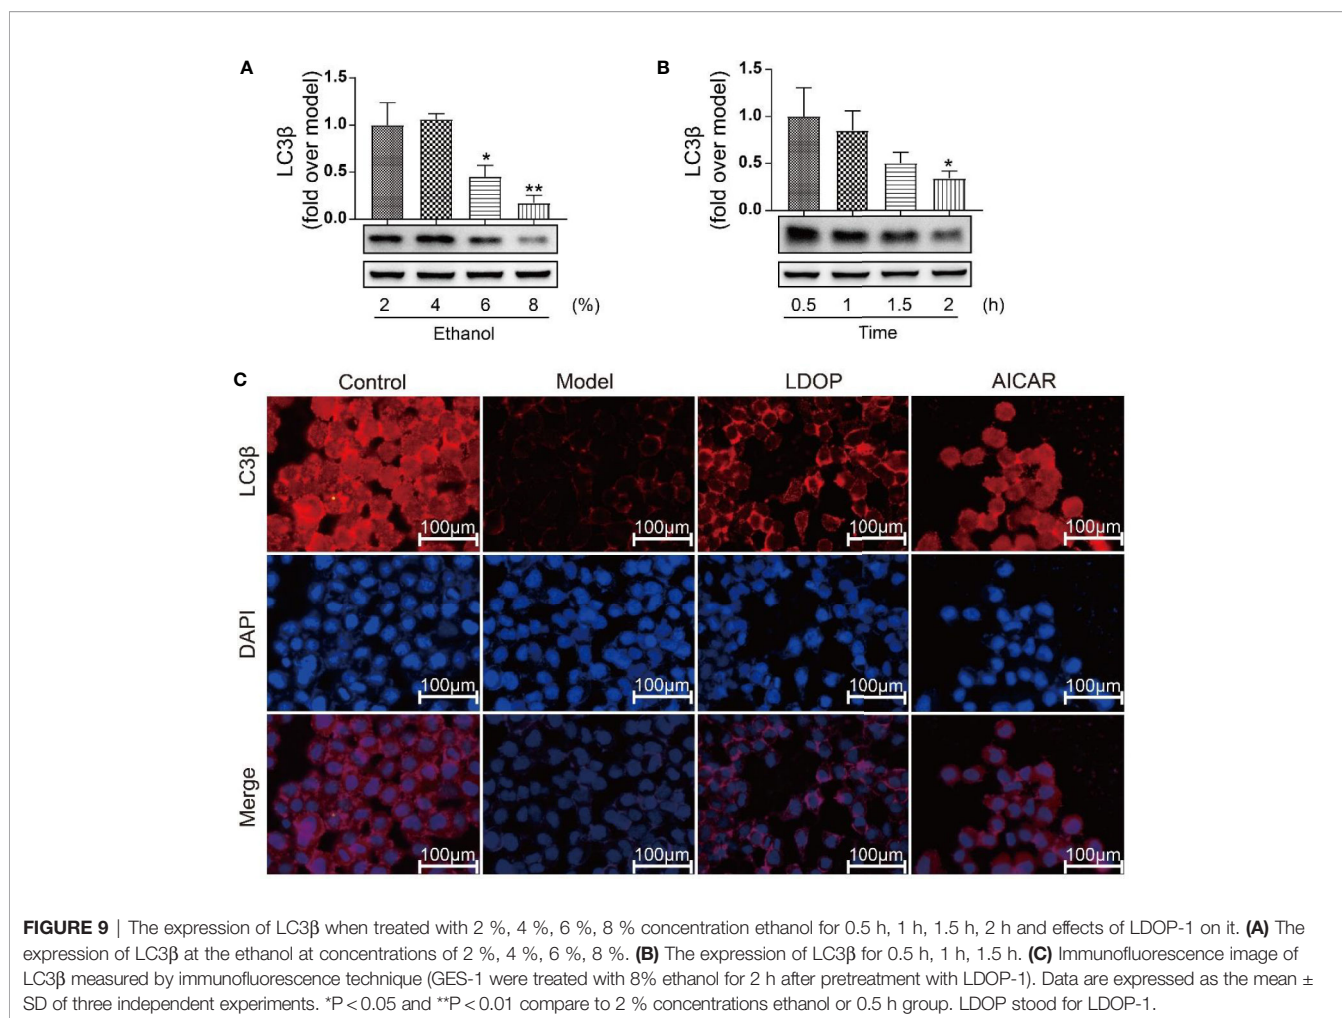 A
LC3β
(fold over model)
1.5
1.0
0.5
0.0
*
**
2 4 6 8 (%)
Ethanol
B
LC3β
(fold over model)
1.5
1.0
0.5
0.0
*
0.5 1 1.5 2 (h)
Time
C
Control Model LDOP AICAR
LC3β
100µm 100µm 100µm 100µm
DAPI
100µm 100µm 100µm 100µm
Merge
100µm 100µm 100µm 100µm
FIGURE 9 | The expression of LC3β when treated with 2 %, 4 %, 6 %, 8 % concentration ethanol for 0.5 h, 1 h, 1.5 h, 2 h and effects of LDOP-1 on it. (A) The
expression of LC3β at the ethanol at concentrations of 2 %, 4 %, 6 %, 8 %. (B) The expression of LC3β for 0.5 h, 1 h, 1.5 h. (C) Immunofluorescence image of
LC3β measured by immunofluorescence technique (GES-1 were treated with 8% ethanol for 2 h after pretreatment with LDOP-1). Data are expressed as the mean ±
SD of three independent experiments. *P < 0.05 and **P < 0.01 compare to 2 % concentrations ethanol or 0.5 h group. LDOP stood for LDOP-1.